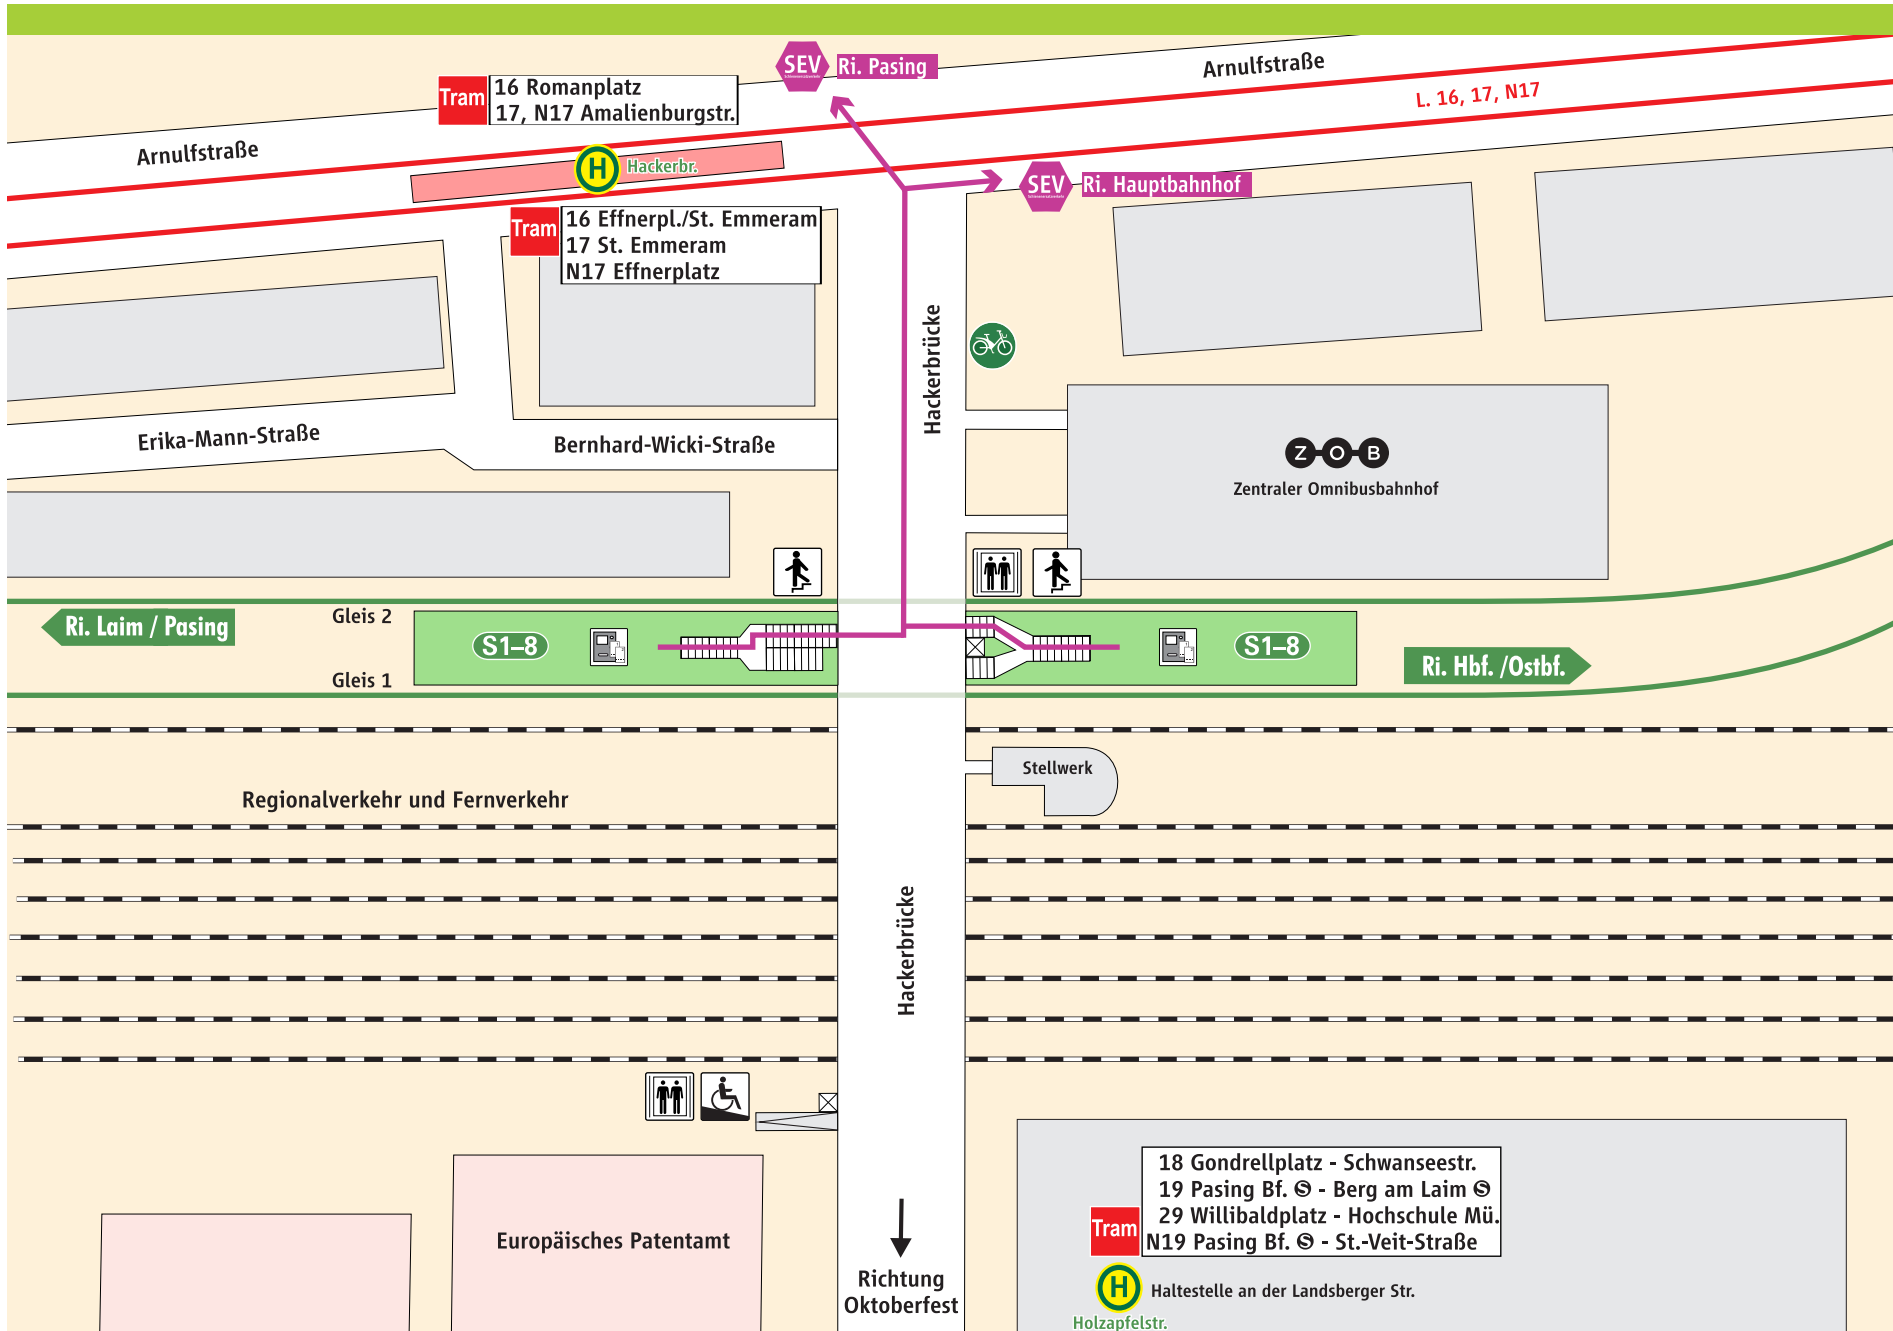 SEV
Ri. Pasing
Arnulfstraße
Tram
16 Romanplatz
17, N17 Amalienburgstr.
L. 16, 17, N17
Arnulfstraße
H
Hackerbr.
SEV
Ri. Hauptbahnhof
Tram
16 Effnerpl./St. Emmeram
17 St. Emmeram
N17 Effnerplatz
Hackerbrücke
Erika-Mann-Straße
Bernhard-Wicki-Straße
Z-O-B
Zentraler Omnibusbahnhof
Ri. Laim / Pasing
Gleis 2
S1–8
S1–8
Ri. Hbf. /Ostbf.
Gleis 1
Stellwerk
Regionalverkehr und Fernverkehr
Hackerbrücke
Europäisches Patentamt
Richtung
Oktoberfest
Tram
18 Gondrellplatz - Schwanseestr.
19 Pasing Bf. S - Berg am Laim S
29 Willibaldplatz - Hochschule Mü.
N19 Pasing Bf. S - St.-Veit-Straße
H
Haltestelle an der Landsberger Str.
Holzapfelstr.